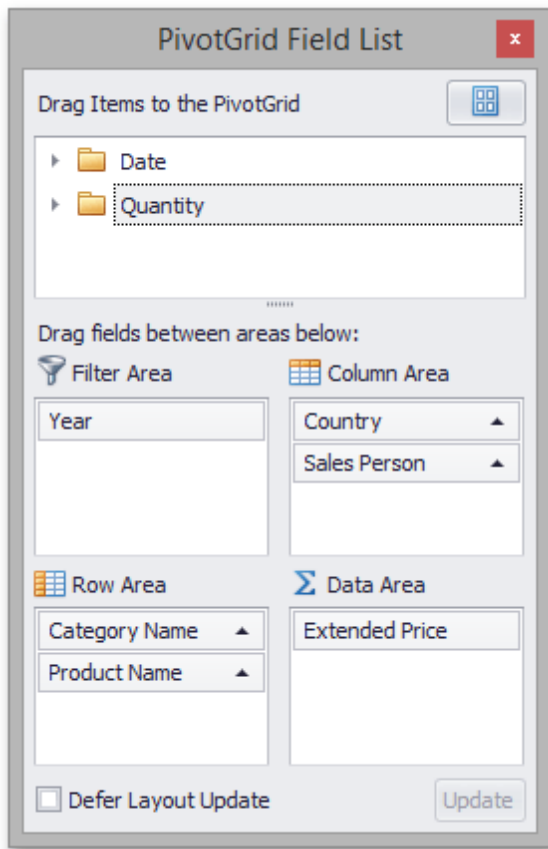 PivotGrid Field List
x
Drag Items to the PivotGrid
Date
Quantity
Drag fields between areas below:
Filter Area
Year
Column Area
Country
Sales Person
Row Area
Category Name
Product Name
Σ Data Area
Extended Price
Defer Layout Update
Update